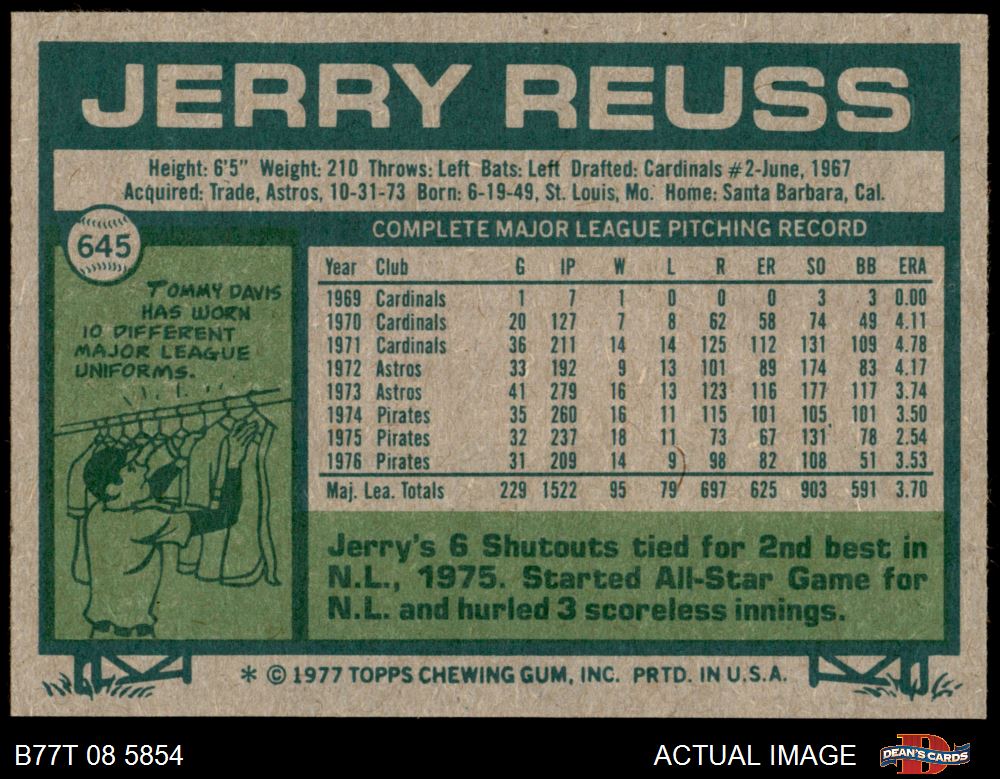 JERRY REUSS
Height: 6'5" Weight: 210 Throws: Left Bats: Left Drafted: Cardinals #2-June, 1967
Acquired: Trade, Astros, 10-31-73 Born: 6-19-49, St. Louis, Mo. Home: Santa Barbara, Cal.
645
TOMMY DAVIS
HAS WORN
10 DIFFERENT
MAJOR LEAGUE
UNIFORMS.
COMPLETE MAJOR LEAGUE PITCHING RECORD
Year Club G IP W L R ER SO BB ERA
1969 Cardinals 1 7 1 0 0 0 3 3 0.00
1970 Cardinals 20 127 7 8 62 58 74 49 4.11
1971 Cardinals 36 211 14 14 125 112 131 109 4.78
1972 Astros 33 192 9 13 101 89 174 83 4.17
1973 Astros 41 279 16 13 123 116 177 117 3.74
1974 Pirates 35 260 16 11 115 101 105 101 3.50
1975 Pirates 32 237 18 11 73 67 131 78 2.54
1976 Pirates 31 209 14 9 98 82 108 51 3.53
Maj. Lea. Totals 229 1522 95 79 697 625 903 591 3.70
Jerry's 6 Shutouts tied for 2nd best in
N.L., 1975. Started All-Star Game for
N.L. and hurled 3 scoreless innings.
* © 1977 TOPPS CHEWING GUM, INC. PRTD. IN U.S.A.
B77T 08 5854
ACTUAL IMAGE
DEAN'S CARDS